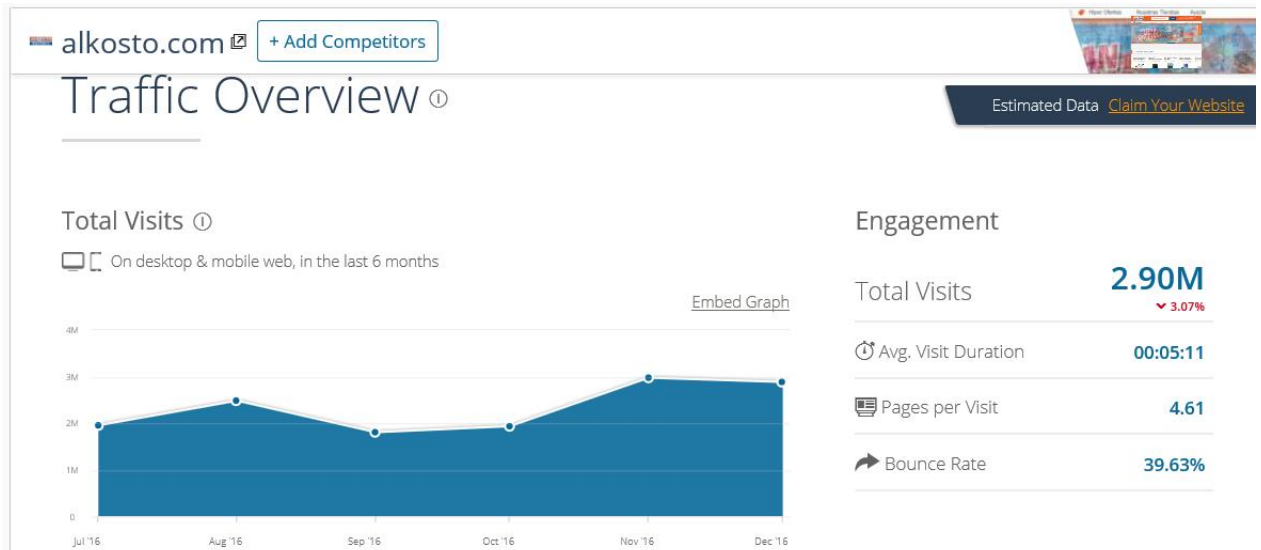 alkosto.com
+ Add Competitors
Traffic Overview
Estimated Data Claim Your Website
Total Visits
On desktop & mobile web, in the last 6 months
Embed Graph
4M
3M
2M
1M
0
Jul '16 Aug '16 Sep '16 Oct '16 Nov '16 Dec '16
Engagement
Total Visits 2.90M
3.07%
Avg. Visit Duration 00:05:11
Pages per Visit 4.61
Bounce Rate 39.63%